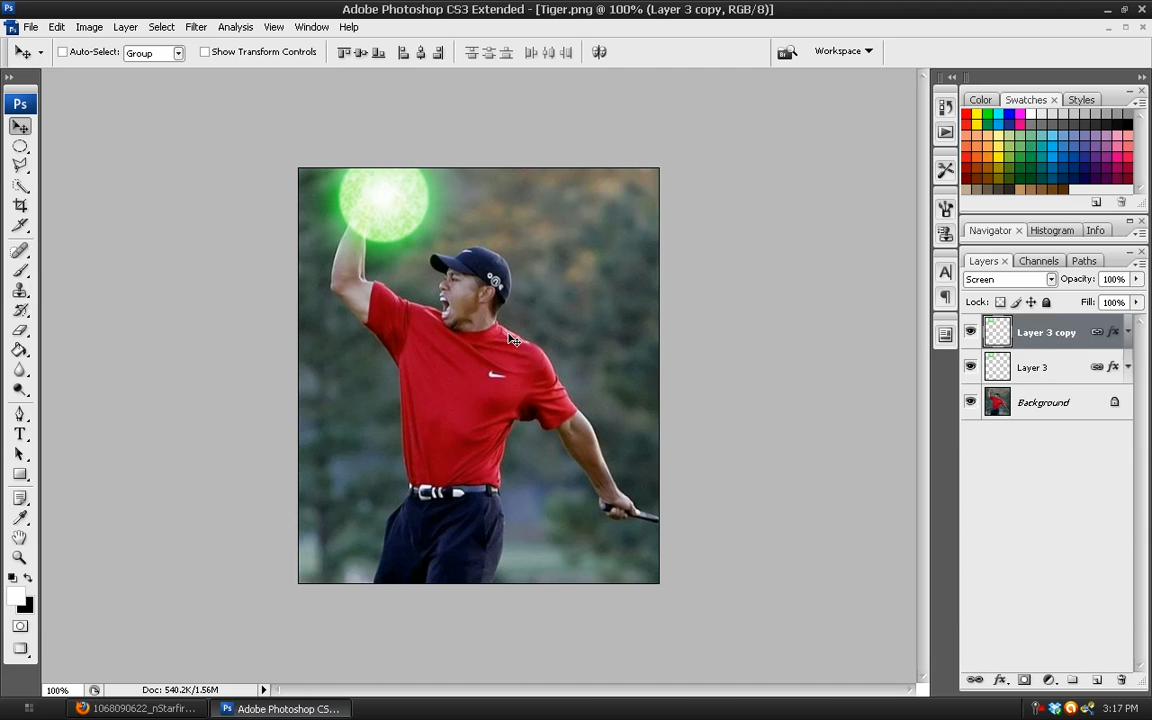 Adobe Photoshop CS3 Extended - [Tiger.png @ 100% (Layer 3 copy, RGB/8)]
File Edit Image Layer Select Filter Analysis View Window Help
Auto-Select: Group Show Transform Controls Workspace
Ps
Color Swatches Styles
Navigator Histogram Info
Layers Channels Paths
Screen Opacity: 100%
Lock: Fill: 100%
Layer 3 copy fx
Layer 3 fx
Background
T
A
100% Doc: 540.2K/1.56M
1068090622_nStarfir... Adobe Photoshop CS... 3:17 PM